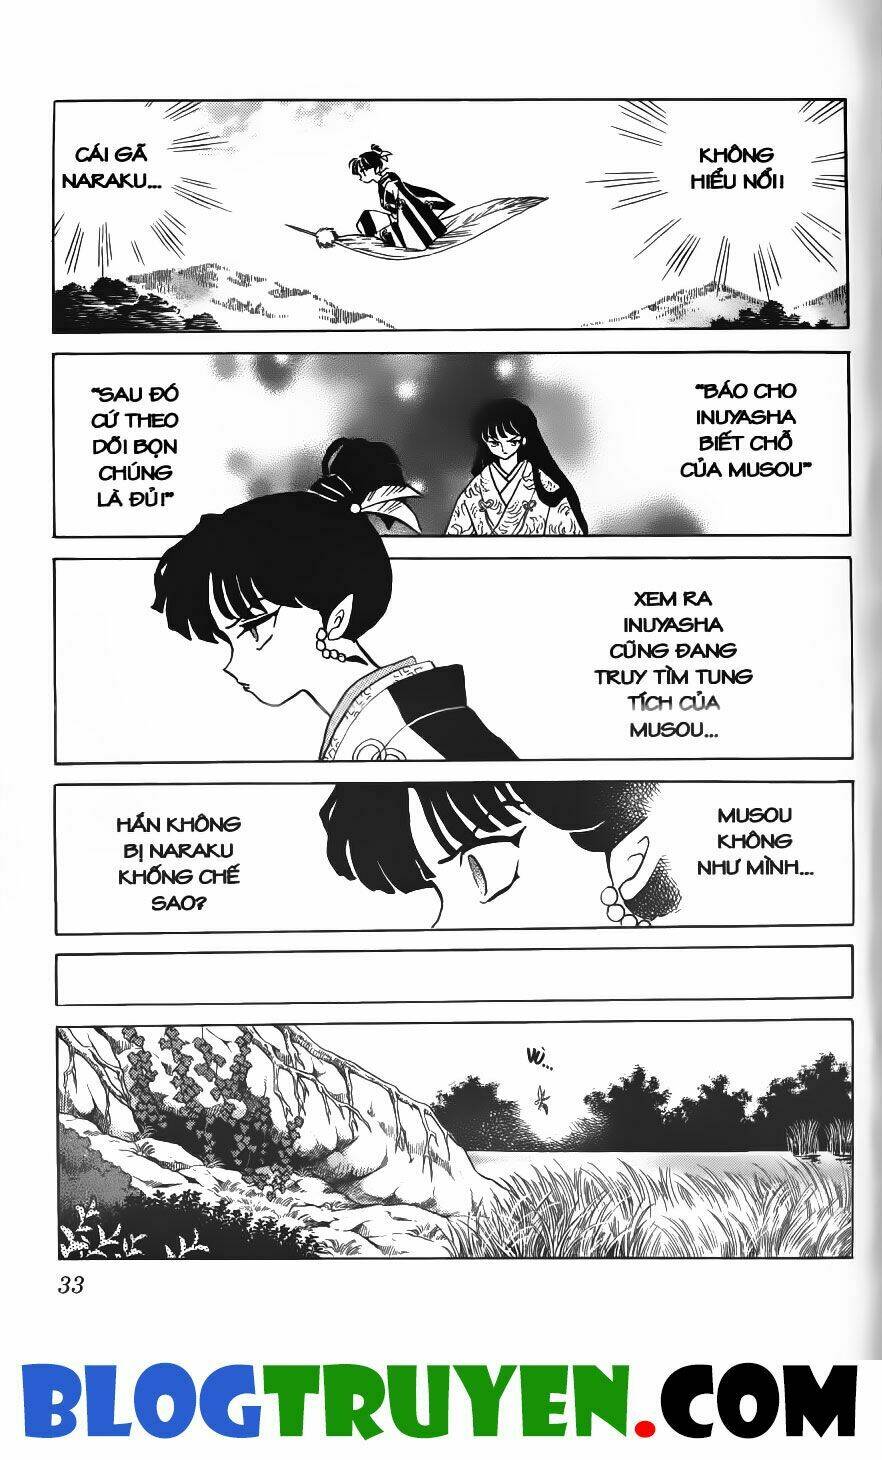 KHÔNG
HIỂU NỔI!
CÁI GÃ
NARAKU...
"BÁO CHO
INUYASHA
BIẾT CHỖ
CỦA MUSOU"
"SAU ĐÓ
CỨ THEO
DÕI BỌN
CHÚNG
LÀ ĐỦ!"
XEM RA
INUYASHA
CŨNG ĐANG
TRUY TÌM TUNG
TÍCH CỦA
MUSOU...
MUSOU
KHÔNG
NHƯ MÌNH...
HẮN KHÔNG
BỊ NARAKU
KHỐNG CHẾ
SAO?
VÙ...
33
BLOGTRUYEN.COM